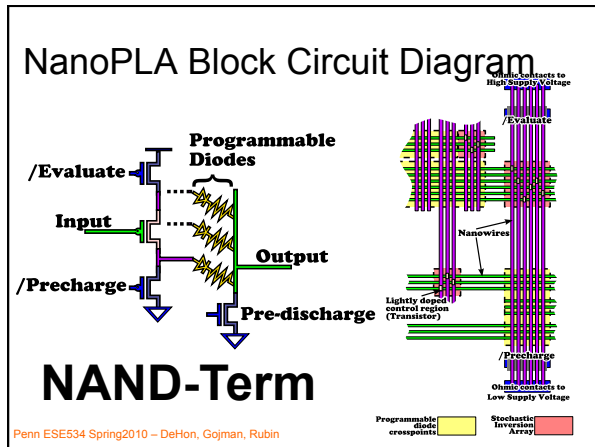 NanoPLA Block Circuit Diagram
Programmable
Diodes
/Evaluate
Input
Output
/Precharge
Pre-discharge
NAND-Term
Ohmic contacts to
High Supply Voltage
/Evaluate
Nanowires
Lightly doped
control region
(Transistor)
/Precharge
Ohmic contacts to
Low Supply Voltage
Programmable
diode
crosspoints
Stochastic
Inversion
Array
Penn ESE534 Spring2010 – DeHon, Gojman, Rubin